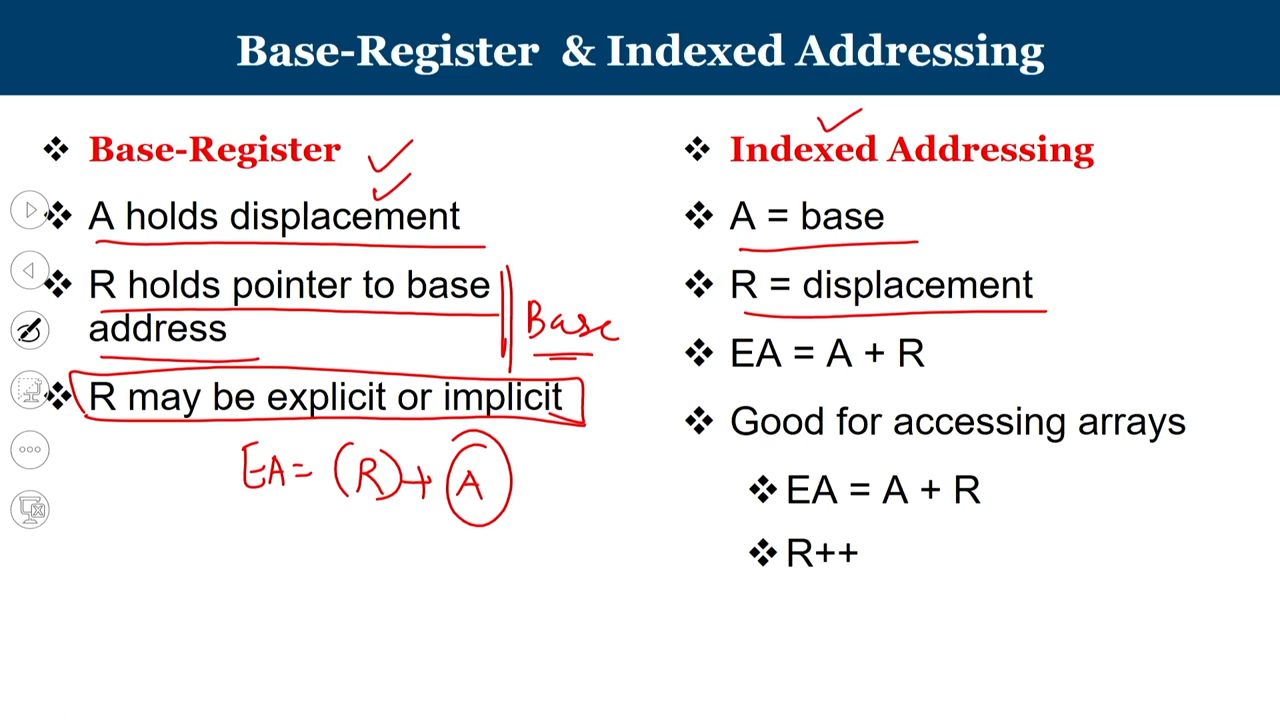 Base-Register & Indexed Addressing
❖ Base-Register
❖ A holds displacement
❖ R holds pointer to base
address
Base
❖ R may be explicit or implicit
EA = (R) + A
❖ Indexed Addressing
❖ A = base
❖ R = displacement
❖ EA = A + R
❖ Good for accessing arrays
❖ EA = A + R
❖ R++